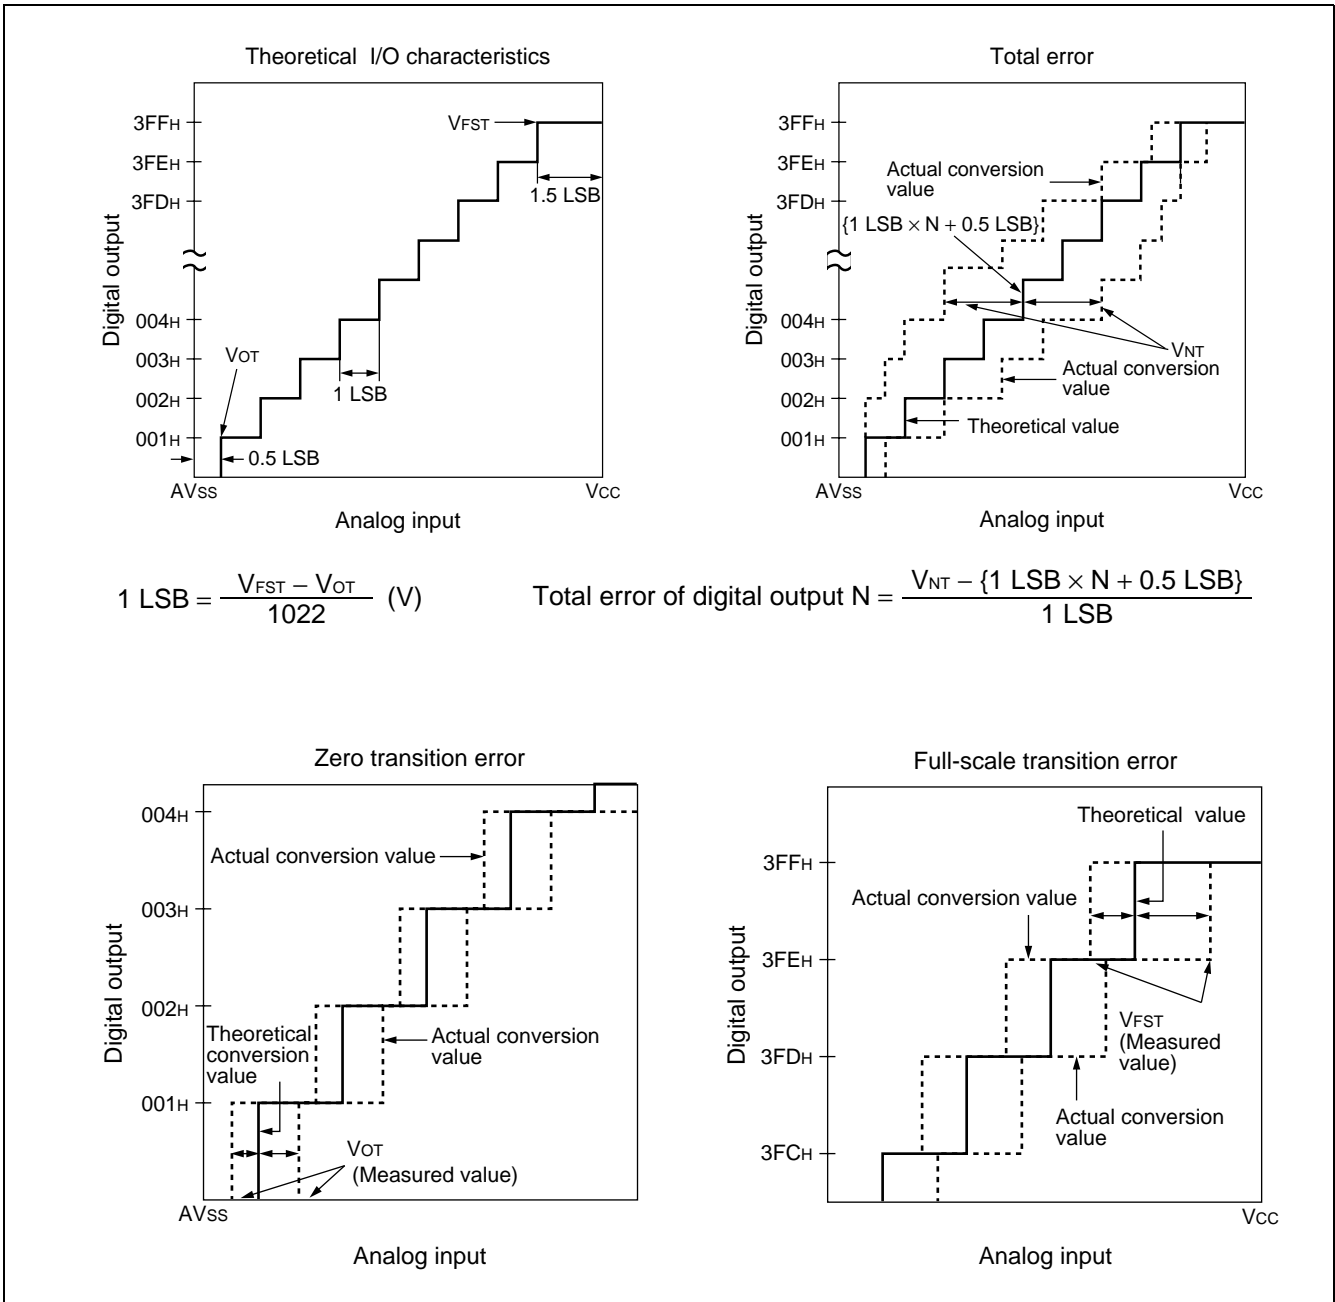 Theoretical I/O characteristics
3FFH
3FEH
3FDH
004H
003H
002H
001H
Digital output
VFST
1.5 LSB
VOT
1 LSB
0.5 LSB
AVSS
VCC
Analog input
Total error
3FFH
3FEH
3FDH
004H
003H
002H
001H
Digital output
Actual conversion
value
{1 LSB × N + 0.5 LSB}
VNT
Actual conversion
value
Theoretical value
AVSS
VCC
Analog input
1 LSB = VFST − VOT / 1022 (V)
Total error of digital output N = VNT − {1 LSB × N + 0.5 LSB} / 1 LSB
Zero transition error
004H
003H
002H
001H
Digital output
Actual conversion value
Theoretical
conversion
value
Actual conversion
value
VOT
(Measured value)
AVSS
Analog input
Full-scale transition error
3FFH
3FEH
3FDH
3FCH
Digital output
Theoretical value
Actual conversion value
VFST
(Measured
value)
Actual conversion
value
VCC
Analog input